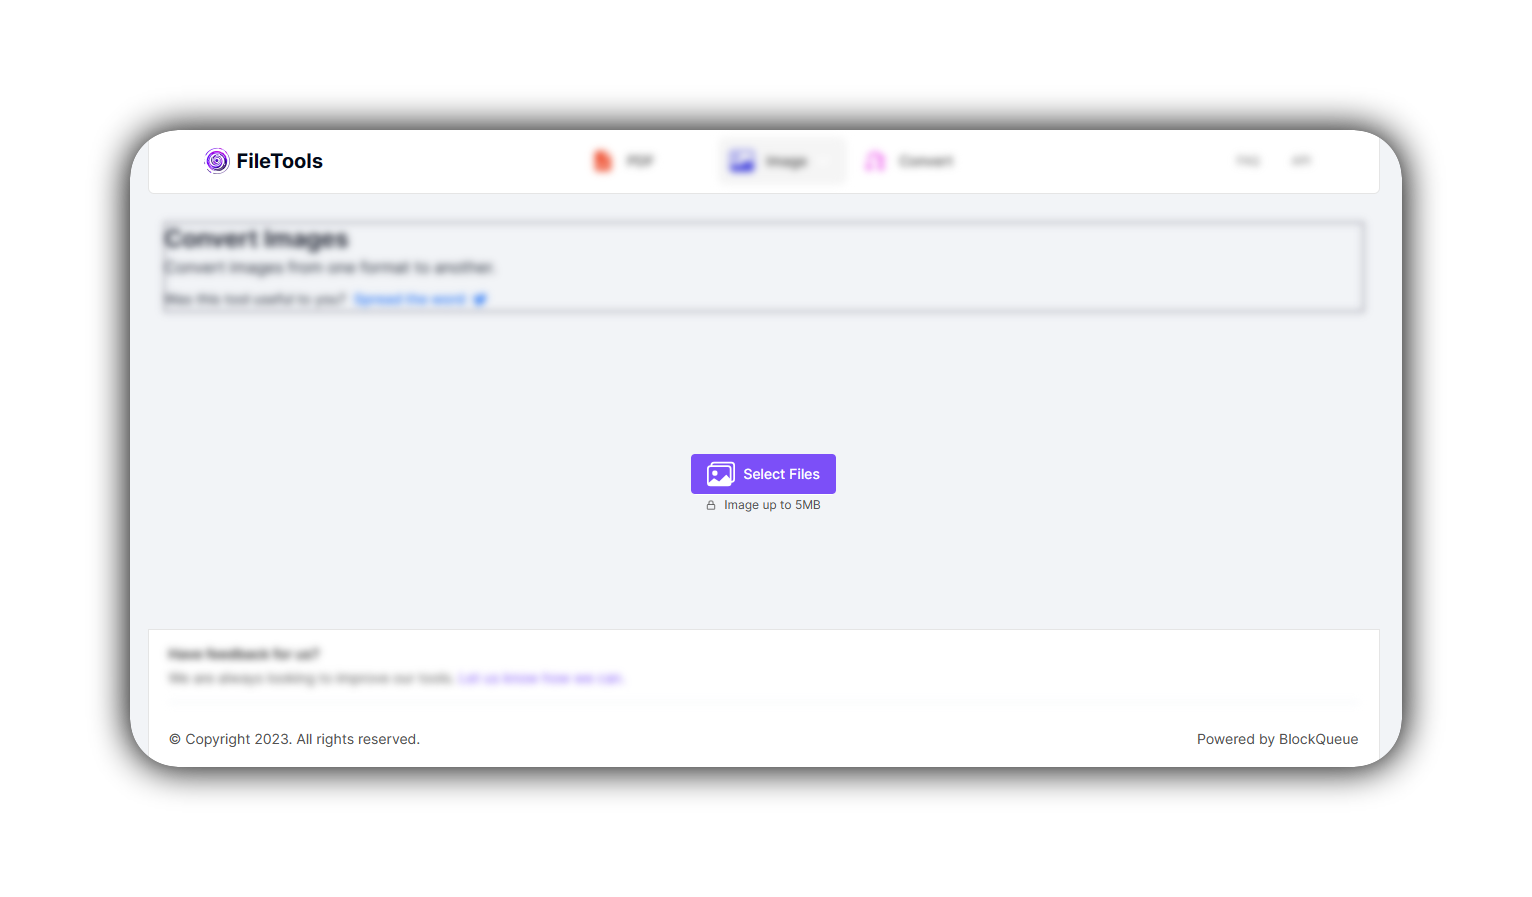 FileTools
PDF
Image
Convert
FAQ
API
Convert Images
Convert images from one format to another.
Was this tool useful to you? Spread the word
Select Files
Image up to 5MB
Have feedback for us?
We are always looking to improve our tools. Let us know how we can.
© Copyright 2023. All rights reserved.
Powered by BlockQueue